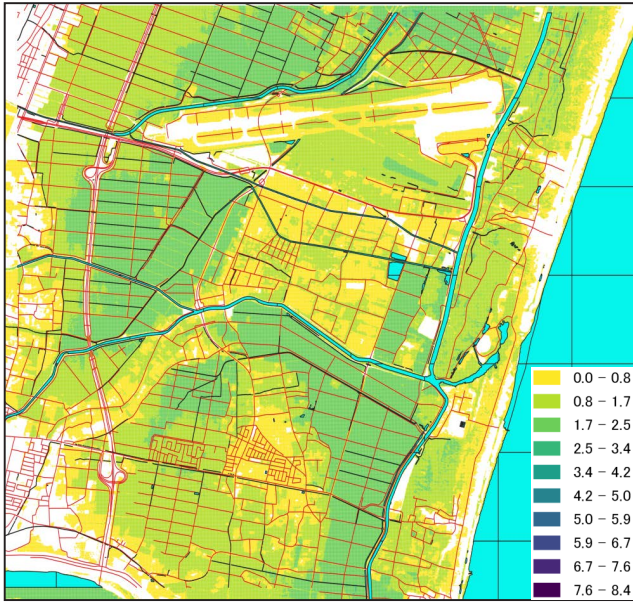 0.0 – 0.8
0.8 – 1.7
1.7 – 2.5
2.5 – 3.4
3.4 – 4.2
4.2 – 5.0
5.0 – 5.9
5.9 – 6.7
6.7 – 7.6
7.6 – 8.4